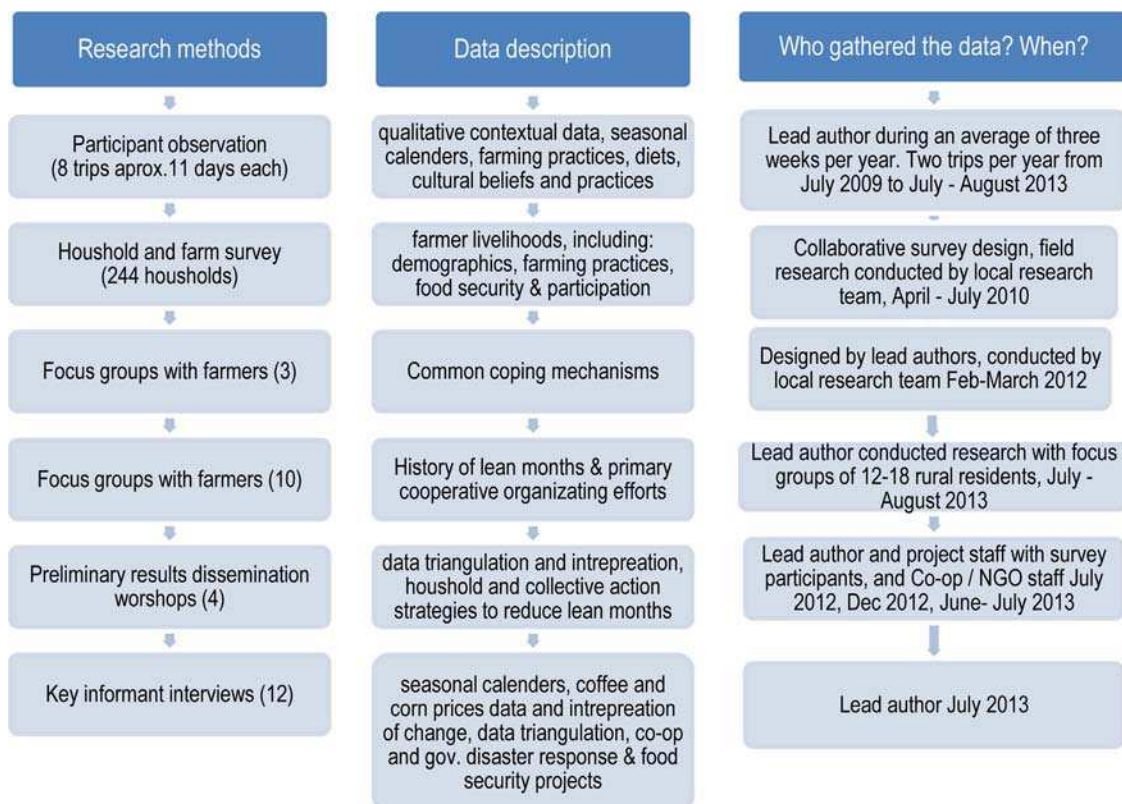 Research methods
Participant observation
(8 trips aprox.11 days each)
Houshold and farm survey
(244 housholds)
Focus groups with farmers (3)
Focus groups with farmers (10)
Preliminary results dissemination
worshops (4)
Key informant interviews (12)
Data description
qualitative contextual data, seasonal
calenders, farming practices, diets,
cultural beliefs and practices
farmer livelihoods, including:
demographics, farming practices,
food security & participation
Common coping mechanisms
History of lean months & primary
cooperative organizating efforts
data triangulation and intrepreation,
houshold and collective action
strategies to reduce lean months
seasonal calenders, coffee and
corn prices data and intrepreation
of change, data triangulation, co-op
and gov. disaster response & food
security projects
Who gathered the data? When?
Lead author during an average of three
weeks per year. Two trips per year from
July 2009 to July - August 2013
Collaborative survey design, field
research conducted by local research
team, April - July 2010
Designed by lead authors, conducted by
local research team Feb-March 2012
Lead author conducted research with focus
groups of 12-18 rural residents, July -
August 2013
Lead author and project staff with survey
participants, and Co-op / NGO staff July
2012, Dec 2012, June- July 2013
Lead author July 2013